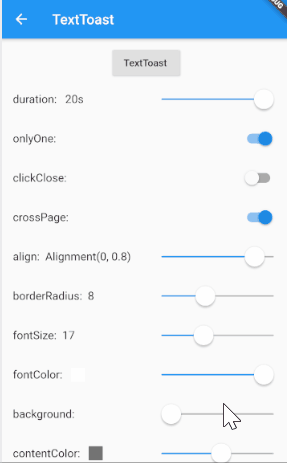 TextToast
TextToast
duration: 20s
onlyOne:
clickClose:
crossPage:
align: Alignment(0, 0.8)
borderRadius: 8
fontSize: 17
fontColor:
background:
contentColor: